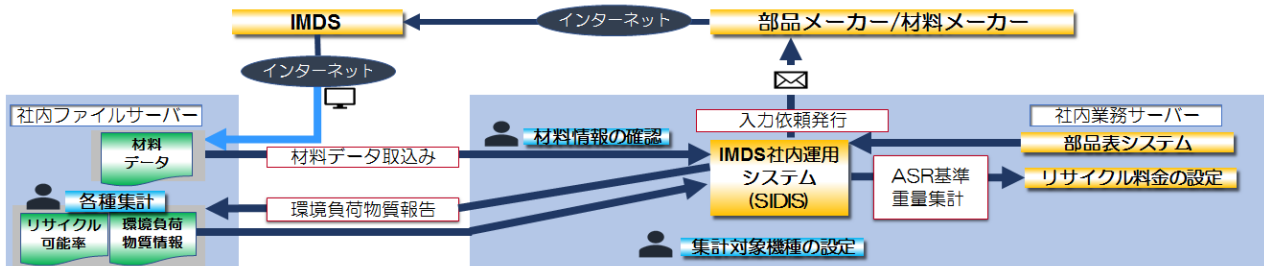 IMDS
インターネット
部品メーカー/材料メーカー
インターネット
社内ファイルサーバー
材料
データ
材料データ取込み
材料情報の確認
入力依頼発行
社内業務サーバー
部品表システム
IMDS社内運用
システム
(SIDIS)
ASR基準
重量集計
リサイクル料金の設定
各種集計
環境負荷物質報告
リサイクル
可能率
環境負荷
物質情報
集計対象機種の設定